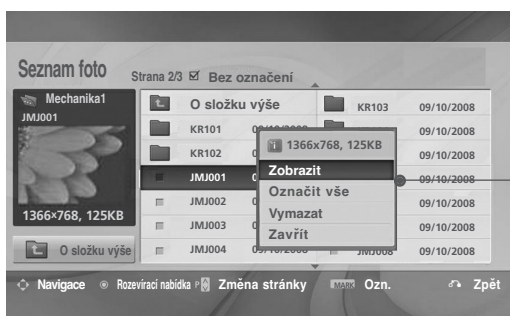 Seznam foto
Strana 2/3 Bez označení
Mechanika1
JMJ001
1366×768, 125KB
O složku výše
O složku výše
KR103 09/10/2008
KR101 09/10/2008
KR102 09/10/2008
JMJ001 09/10/2008
JMJ002 09/10/2008
JMJ003 09/10/2008
JMJ004 JMJ008 09/10/2008
1366x768, 125KB
Zobrazit
Označit vše
Vymazat
Zavřít
Navigace Rozevírací nabídka P Změna stránky MARK Ozn. Zpět